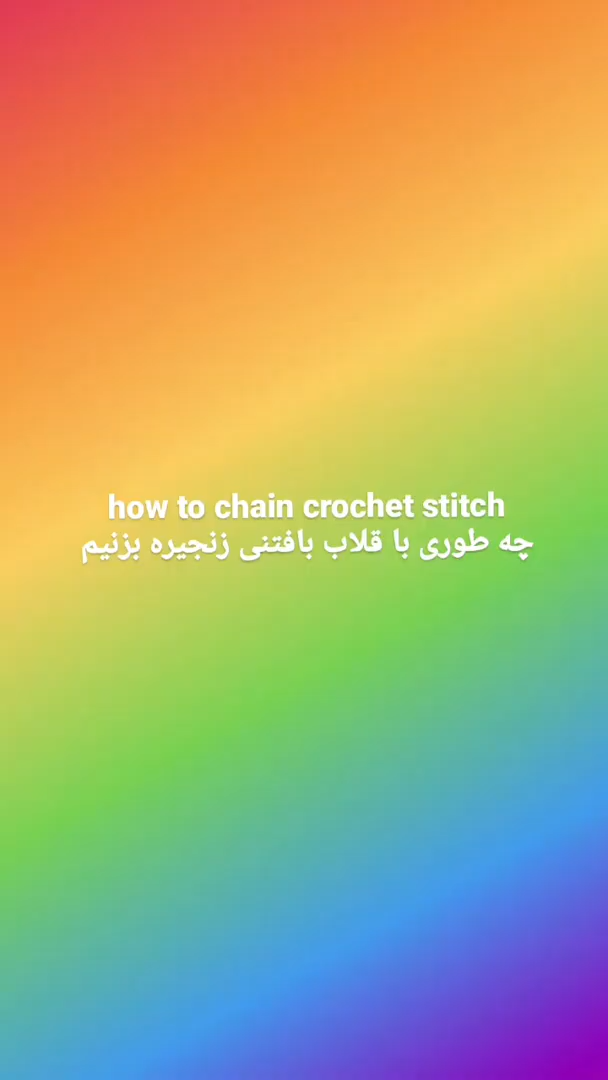 how to chain crochet stitch
چه طوری با قلاب بافتنی زنجیره بزنیم